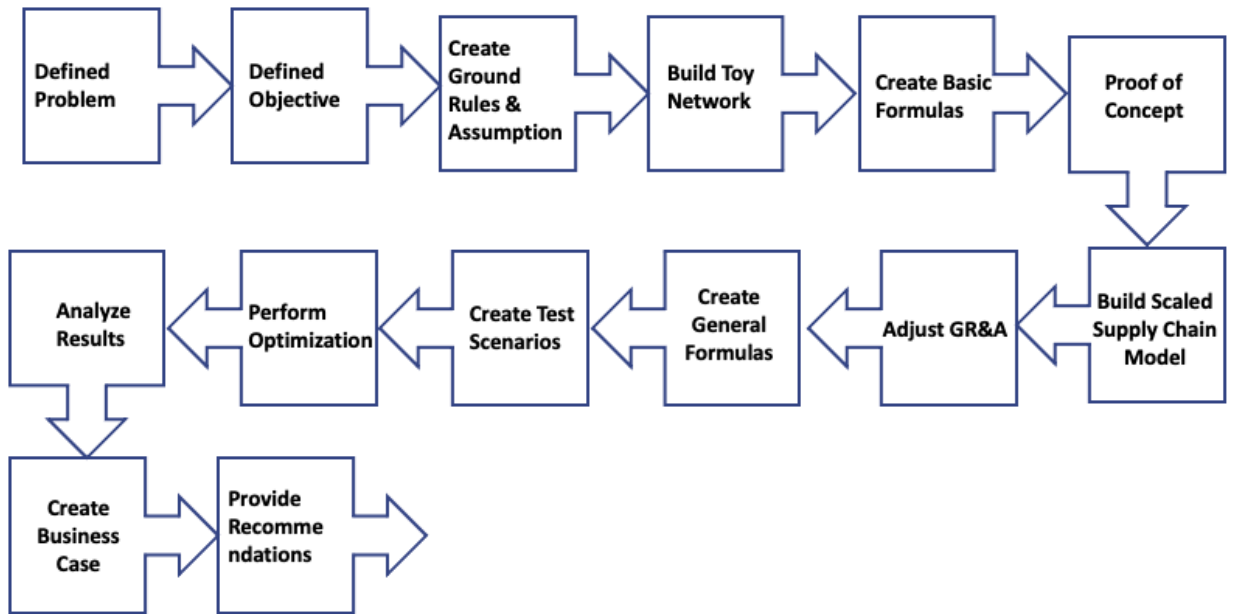 Defined
Problem
Defined
Objective
Create
Ground
Rules &
Assumption
Build Toy
Network
Create Basic
Formulas
Proof of
Concept
Build Scaled
Supply Chain
Model
Adjust GR&A
Create
General
Formulas
Create Test
Scenarios
Perform
Optimization
Analyze
Results
Create
Business
Case
Provide
Recomme
ndations